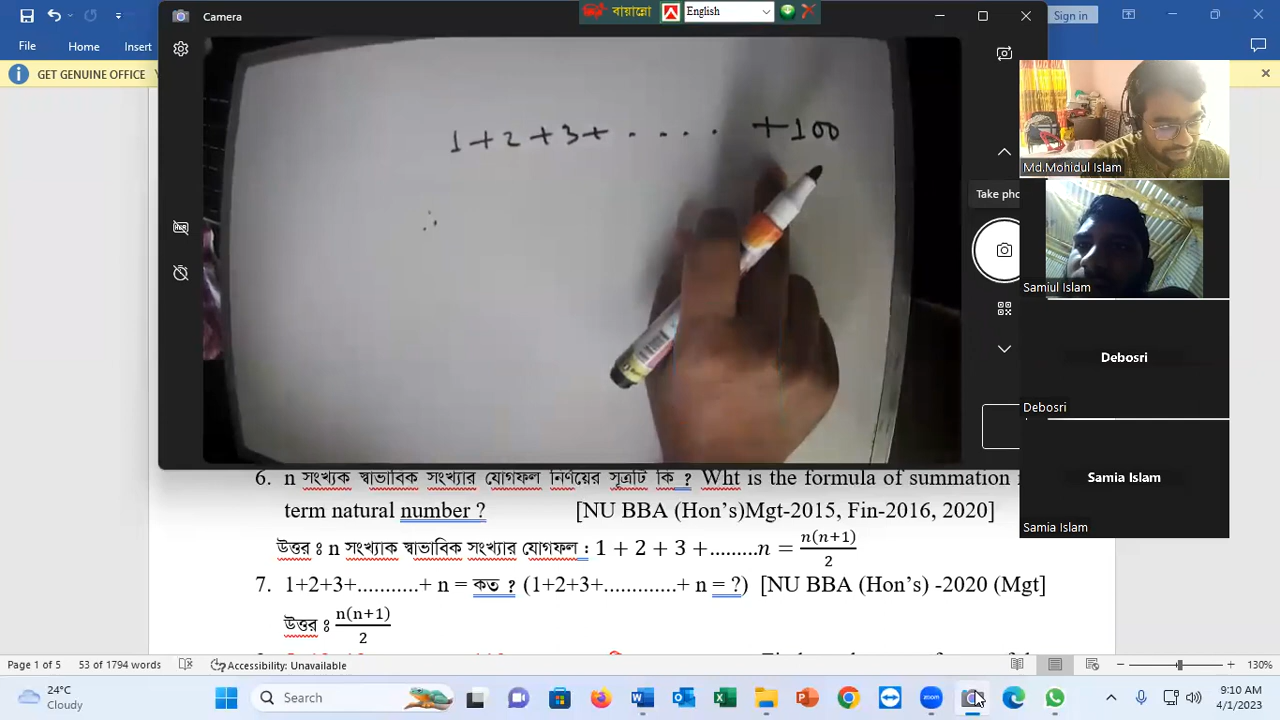 Camera
বায়ান্নো English
Sign in
File Home Insert
GET GENUINE OFFICE
1+2+3+ . . . . +100
Take pho
Md.Mohidul Islam
Samiul Islam
Debosri
Debosri
Samia Islam
Samia Islam
6. n সংখ্যক স্বাভাবিক সংখ্যার যোগফল নির্ণয়ের সূত্রটি কি ? Wht is the formula of summation
term natural number ? [NU BBA (Hon’s)Mgt-2015, Fin-2016, 2020]
উত্তর ঃ n সংখ্যাক স্বাভাবিক সংখ্যার যোগফল : 1 + 2 + 3 +.........n = n(n+1)/2
7. 1+2+3+...........+ n = কত ? (1+2+3+.............+ n = ?) [NU BBA (Hon’s) -2020 (Mgt]
উত্তর ঃ n(n+1)/2
Page 1 of 5 53 of 1794 words Accessibility: Unavailable 130%
24°C
Cloudy
Search
zoom
9:10 AM
4/1/2023